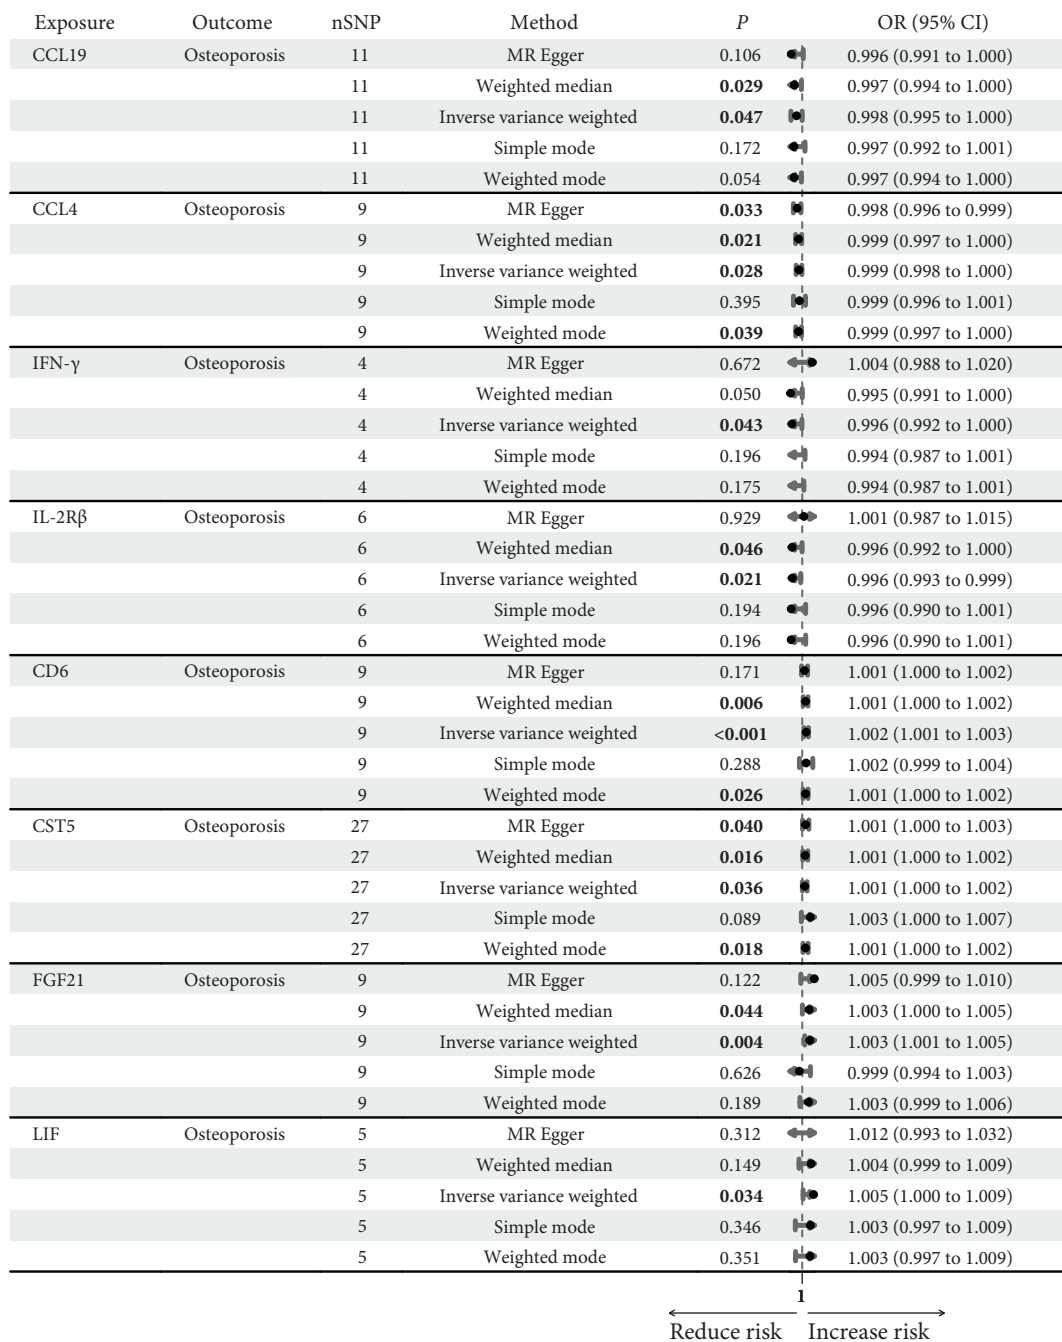 Exposure Outcome nSNP Method P OR (95% CI)
CCL19 Osteoporosis 11 MR Egger 0.106 0.996 (0.991 to 1.000)
11 Weighted median 0.029 0.997 (0.994 to 1.000)
11 Inverse variance weighted 0.047 0.998 (0.995 to 1.000)
11 Simple mode 0.172 0.997 (0.992 to 1.001)
11 Weighted mode 0.054 0.997 (0.994 to 1.000)
CCL4 Osteoporosis 9 MR Egger 0.033 0.998 (0.996 to 0.999)
9 Weighted median 0.021 0.999 (0.997 to 1.000)
9 Inverse variance weighted 0.028 0.999 (0.998 to 1.000)
9 Simple mode 0.395 0.999 (0.996 to 1.001)
9 Weighted mode 0.039 0.999 (0.997 to 1.000)
IFN-γ Osteoporosis 4 MR Egger 0.672 1.004 (0.988 to 1.020)
4 Weighted median 0.050 0.995 (0.991 to 1.000)
4 Inverse variance weighted 0.043 0.996 (0.992 to 1.000)
4 Simple mode 0.196 0.994 (0.987 to 1.001)
4 Weighted mode 0.175 0.994 (0.987 to 1.001)
IL-2Rβ Osteoporosis 6 MR Egger 0.929 1.001 (0.987 to 1.015)
6 Weighted median 0.046 0.996 (0.992 to 1.000)
6 Inverse variance weighted 0.021 0.996 (0.993 to 0.999)
6 Simple mode 0.194 0.996 (0.990 to 1.001)
6 Weighted mode 0.196 0.996 (0.990 to 1.001)
CD6 Osteoporosis 9 MR Egger 0.171 1.001 (1.000 to 1.002)
9 Weighted median 0.006 1.001 (1.000 to 1.002)
9 Inverse variance weighted <0.001 1.002 (1.001 to 1.003)
9 Simple mode 0.288 1.002 (0.999 to 1.004)
9 Weighted mode 0.026 1.001 (1.000 to 1.002)
CST5 Osteoporosis 27 MR Egger 0.040 1.001 (1.000 to 1.003)
27 Weighted median 0.016 1.001 (1.000 to 1.002)
27 Inverse variance weighted 0.036 1.001 (1.000 to 1.002)
27 Simple mode 0.089 1.003 (1.000 to 1.007)
27 Weighted mode 0.018 1.001 (1.000 to 1.002)
FGF21 Osteoporosis 9 MR Egger 0.122 1.005 (0.999 to 1.010)
9 Weighted median 0.044 1.003 (1.000 to 1.005)
9 Inverse variance weighted 0.004 1.003 (1.001 to 1.005)
9 Simple mode 0.626 0.999 (0.994 to 1.003)
9 Weighted mode 0.189 1.003 (0.999 to 1.006)
LIF Osteoporosis 5 MR Egger 0.312 1.012 (0.993 to 1.032)
5 Weighted median 0.149 1.004 (0.999 to 1.009)
5 Inverse variance weighted 0.034 1.005 (1.000 to 1.009)
5 Simple mode 0.346 1.003 (0.997 to 1.009)
5 Weighted mode 0.351 1.003 (0.997 to 1.009)
1
Reduce risk Increase risk